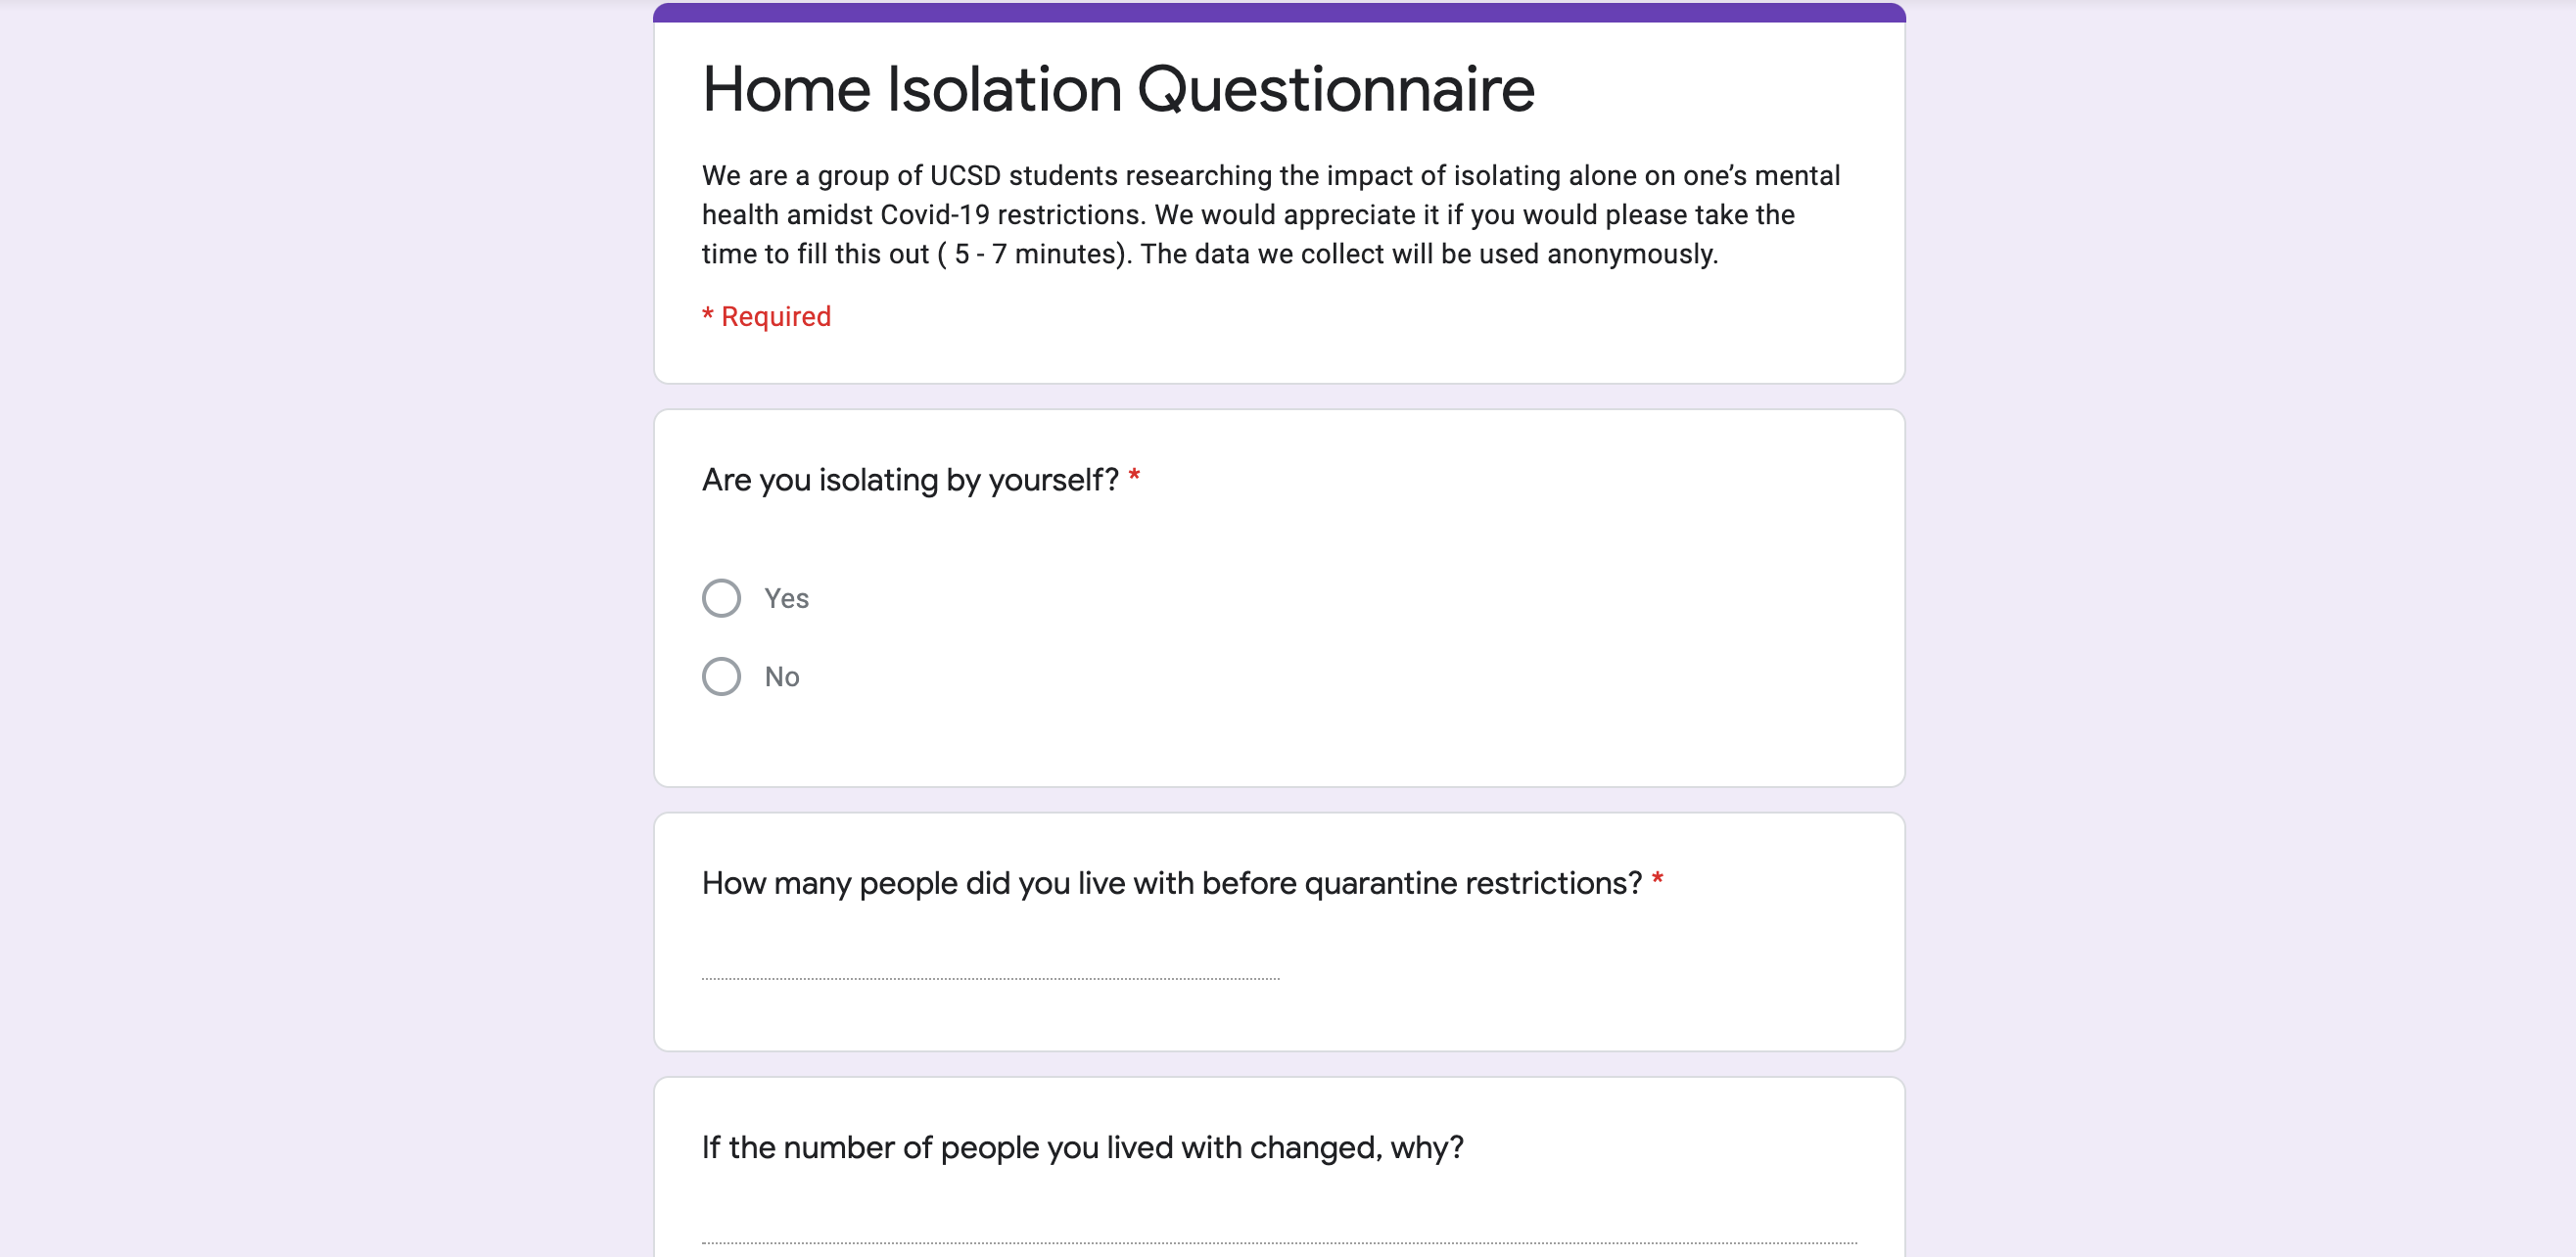 Home Isolation Questionnaire
We are a group of UCSD students researching the impact of isolating alone on one’s mental
health amidst Covid-19 restrictions. We would appreciate it if you would please take the
time to fill this out ( 5 - 7 minutes). The data we collect will be used anonymously.
* Required
Are you isolating by yourself? *
Yes
No
How many people did you live with before quarantine restrictions? *
If the number of people you lived with changed, why?